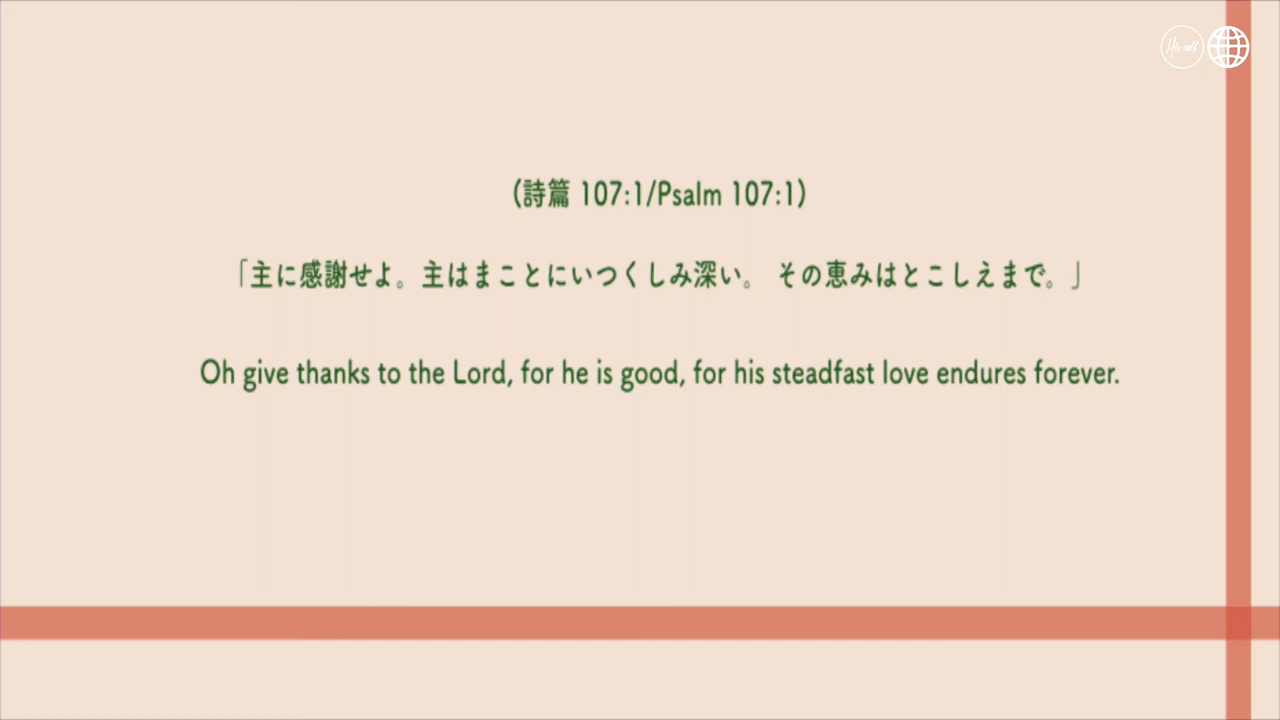 (詩篇 107:1/Psalm 107:1)
「主に感謝せよ。主はまことにいつくしみ深い。 その恵みはとこしえまで。」
Oh give thanks to the Lord, for he is good, for his steadfast love endures forever.